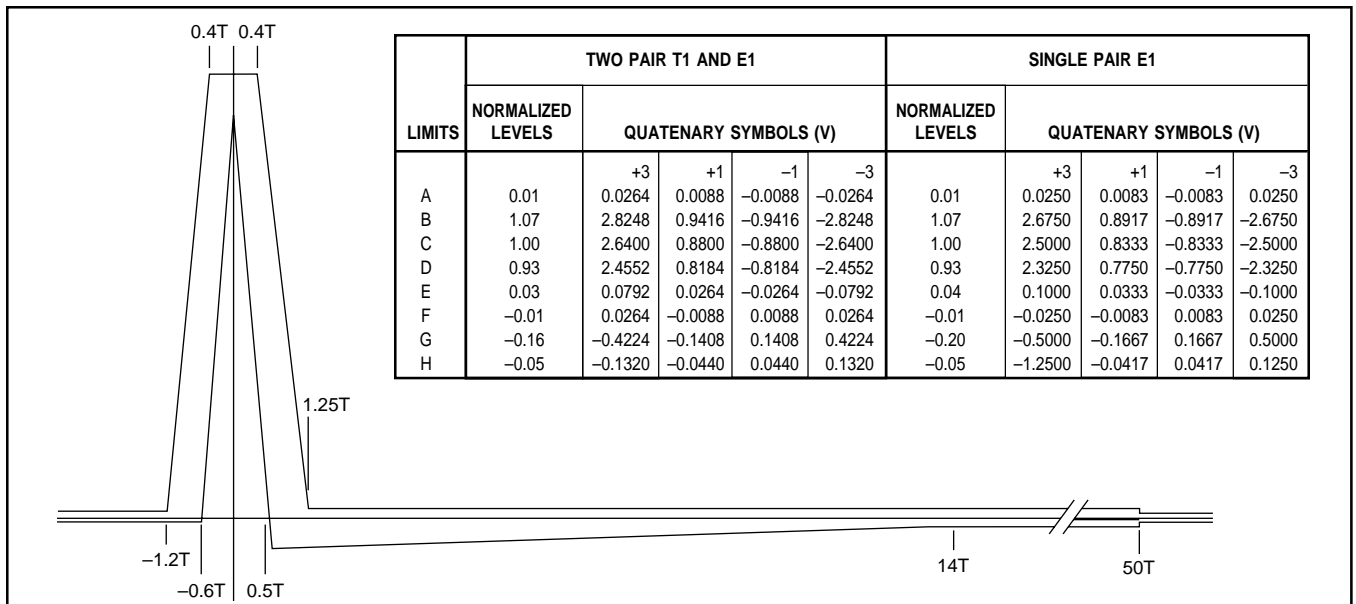 0.4T 0.4T
TWO PAIR T1 AND E1 SINGLE PAIR E1
LIMITS NORMALIZED LEVELS QUATENARY SYMBOLS (V) NORMALIZED LEVELS QUATENARY SYMBOLS (V)
+3 +1 –1 –3 +3 +1 –1 –3
A 0.01 0.0264 0.0088 –0.0088 –0.0264 0.01 0.0250 0.0083 –0.0083 0.0250
B 1.07 2.8248 0.9416 –0.9416 –2.8248 1.07 2.6750 0.8917 –0.8917 –2.6750
C 1.00 2.6400 0.8800 –0.8800 –2.6400 1.00 2.5000 0.8333 –0.8333 –2.5000
D 0.93 2.4552 0.8184 –0.8184 –2.4552 0.93 2.3250 0.7750 –0.7750 –2.3250
E 0.03 0.0792 0.0264 –0.0264 –0.0792 0.04 0.1000 0.0333 –0.0333 –0.1000
F –0.01 0.0264 –0.0088 0.0088 0.0264 –0.01 –0.0250 –0.0083 0.0083 0.0250
G –0.16 –0.4224 –0.1408 0.1408 0.4224 –0.20 –0.5000 –0.1667 0.1667 0.5000
H –0.05 –0.1320 –0.0440 0.0440 0.1320 –0.05 –1.2500 –0.0417 0.0417 0.1250
1.25T
–1.2T 14T 50T
–0.6T 0.5T